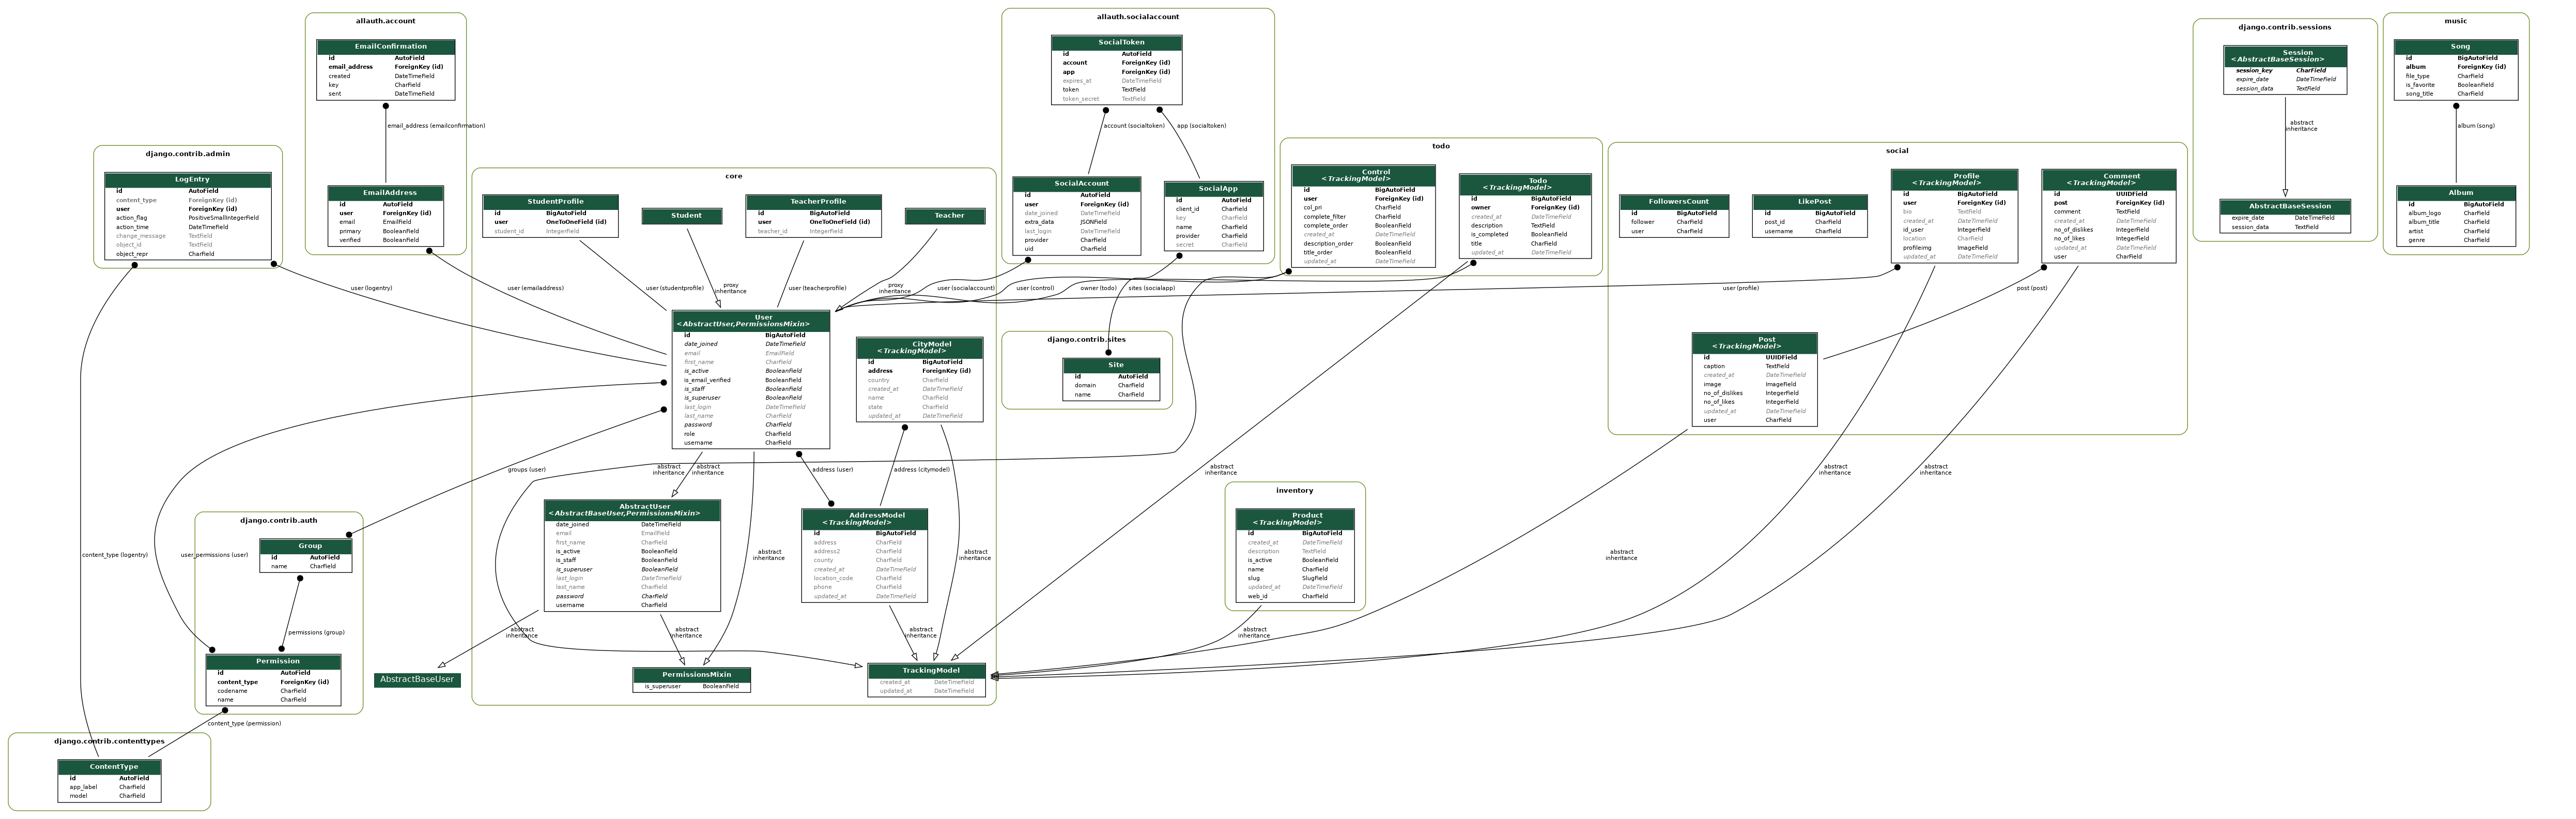 allauth.account
EmailConfirmation
id AutoField
email_address ForeignKey (id)
created DateTimeField
key CharField
sent DateTimeField
email_address (emailconfirmation)
EmailAddress
id AutoField
user ForeignKey (id)
email EmailField
primary BooleanField
verified BooleanField
django.contrib.admin
LogEntry
id AutoField
content_type ForeignKey (id)
user ForeignKey (id)
action_flag PositiveSmallIntegerField
action_time DateTimeField
change_message TextField
object_id TextField
object_repr CharField
user (logentry)
user (emailaddress)
core
StudentProfile
id BigAutoField
user OneToOneField (id)
student_id IntegerField
Student
TeacherProfile
id BigAutoField
user OneToOneField (id)
teacher_id IntegerField
Teacher
user (studentprofile)
proxy
inheritance
user (teacherprofile)
proxy
inheritance
user (socialaccount)
user (control)
owner (todo)
sites (socialapp)
user (profile)
post (post)
allauth.socialaccount
SocialToken
id AutoField
account ForeignKey (id)
app ForeignKey (id)
expires_at DateTimeField
token TextField
token_secret TextField
account (socialtoken)
app (socialtoken)
SocialAccount
id AutoField
user ForeignKey (id)
date_joined DateTimeField
extra_data JSONField
last_login DateTimeField
provider CharField
uid CharField
SocialApp
id AutoField
client_id CharField
key CharField
name CharField
provider CharField
secret CharField
todo
Control
<TrackingModel>
id BigAutoField
user ForeignKey (id)
col_pri CharField
complete_filter CharField
complete_order BooleanField
created_at DateTimeField
description_order BooleanField
title_order BooleanField
updated_at DateTimeField
Todo
<TrackingModel>
id BigAutoField
owner ForeignKey (id)
created_at DateTimeField
description TextField
is_completed BooleanField
title CharField
updated_at DateTimeField
social
FollowersCount
id BigAutoField
follower CharField
user CharField
LikePost
id BigAutoField
post_id CharField
username CharField
Profile
<TrackingModel>
id BigAutoField
user ForeignKey (id)
bio TextField
created_at DateTimeField
id_user IntegerField
location CharField
profileimg ImageField
updated_at DateTimeField
Comment
<TrackingModel>
id UUIDField
post ForeignKey (id)
comment TextField
created_at DateTimeField
no_of_dislikes IntegerField
no_of_likes IntegerField
updated_at DateTimeField
user CharField
Post
<TrackingModel>
id UUIDField
caption TextField
created_at DateTimeField
image ImageField
no_of_dislikes IntegerField
no_of_likes IntegerField
updated_at DateTimeField
user CharField
django.contrib.sessions
Session
<AbstractBaseSession>
session_key CharField
expire_date DateTimeField
session_data TextField
abstract
inheritance
AbstractBaseSession
expire_date DateTimeField
session_data TextField
music
Song
id BigAutoField
album ForeignKey (id)
file_type CharField
is_favorite BooleanField
song_title CharField
album (song)
Album
id BigAutoField
album_logo CharField
album_title CharField
artist CharField
genre CharField
User
<AbstractUser,PermissionsMixin>
id BigAutoField
date_joined DateTimeField
email EmailField
first_name CharField
is_active BooleanField
is_email_verified BooleanField
is_staff BooleanField
is_superuser BooleanField
last_login DateTimeField
last_name CharField
password CharField
role CharField
username CharField
CityModel
<TrackingModel>
id BigAutoField
address ForeignKey (id)
country CharField
created_at DateTimeField
name CharField
state CharField
updated_at DateTimeField
django.contrib.sites
Site
id AutoField
domain CharField
name CharField
groups (user)
abstract
inheritance
abstract
inheritance
address (user)
address (citymodel)
abstract
inheritance
abstract
inheritance
abstract
inheritance
AbstractUser
<AbstractBaseUser,PermissionsMixin>
date_joined DateTimeField
email EmailField
first_name CharField
is_active BooleanField
is_staff BooleanField
is_superuser BooleanField
last_login DateTimeField
last_name CharField
password CharField
username CharField
abstract
inheritance
AddressModel
<TrackingModel>
id BigAutoField
address CharField
address2 CharField
county CharField
created_at DateTimeField
location_code CharField
phone CharField
updated_at DateTimeField
abstract
inheritance
inventory
Product
<TrackingModel>
id BigAutoField
created_at DateTimeField
description TextField
is_active BooleanField
name CharField
slug SlugField
updated_at DateTimeField
web_id CharField
abstract
inheritance
content_type (logentry)
user_permissions (user)
django.contrib.auth
Group
id AutoField
name CharField
permissions (group)
Permission
id AutoField
content_type ForeignKey (id)
codename CharField
name CharField
abstract
inheritance
abstract
inheritance
abstract
inheritance
abstract
inheritance
AbstractBaseUser
PermissionsMixin
is_superuser BooleanField
TrackingModel
created_at DateTimeField
updated_at DateTimeField
content_type (permission)
django.contrib.contenttypes
ContentType
id AutoField
app_label CharField
model CharField